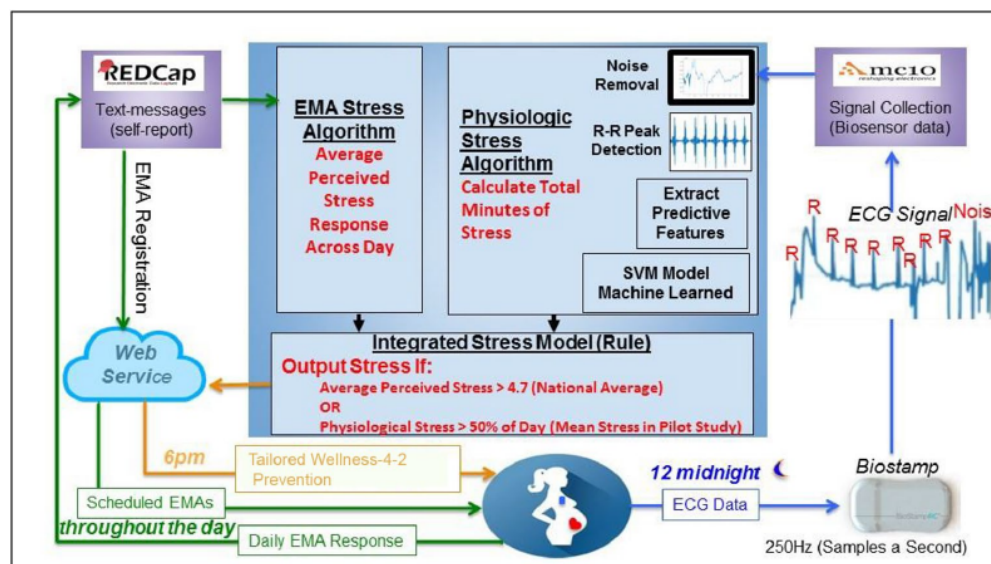 REDCap
Text-messages
(self-report)
EMA Registration
Web
Service
EMA Stress
Algorithm
Average
Perceived
Stress
Response
Across Day
Physiologic
Stress
Algorithm
Calculate Total
Minutes of
Stress
Noise
Removal
R-R Peak
Detection
Extract
Predictive
Features
SVM Model
Machine Learned
Integrated Stress Model (Rule)
Output Stress If:
Average Perceived Stress > 4.7 (National Average)
OR
Physiological Stress > 50% of Day (Mean Stress in Pilot Study)
mc10
reshaping electronics
Signal Collection
(Biosensor data)
ECG Signal
Nois
R
R
R
R
R
R
R
R
R
R
6pm
Tailored Wellness-4-2
Prevention
Scheduled EMAs
throughout the day
Daily EMA Response
12 midnight
ECG Data
Biostamp
250Hz (Samples a Second)